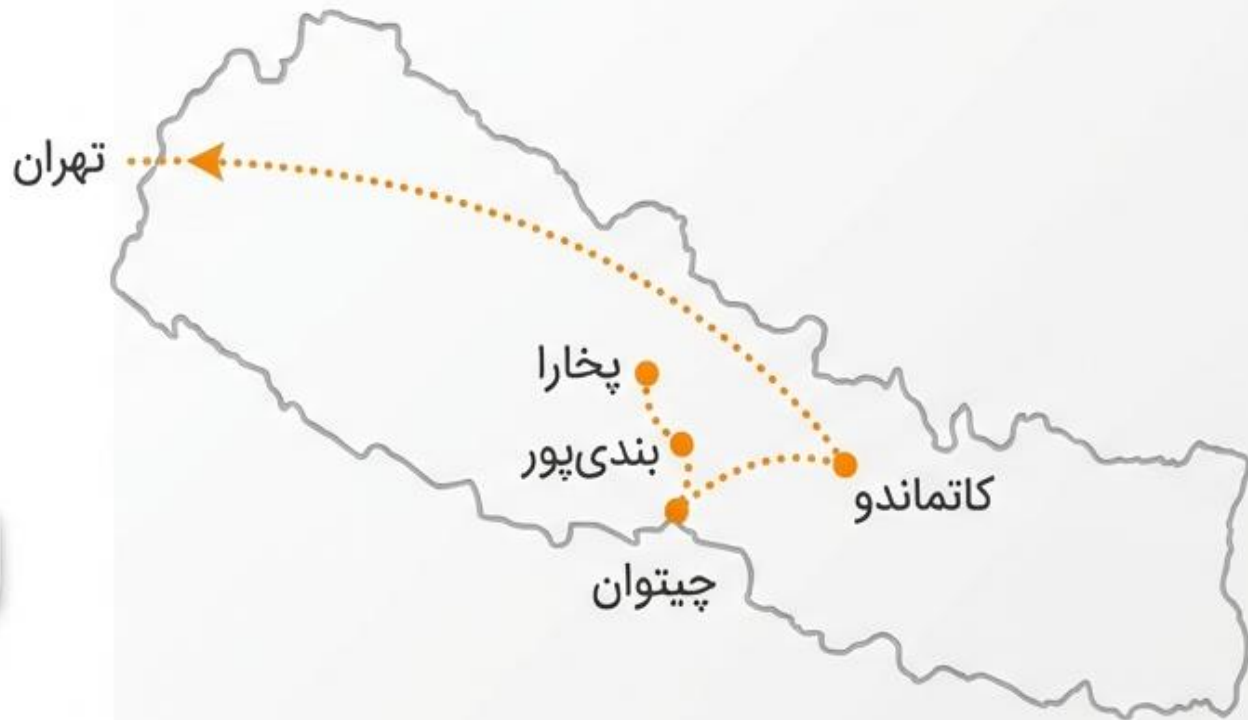 تهران
پخارا
بندی‌پور
کاتماندو
چیتوان